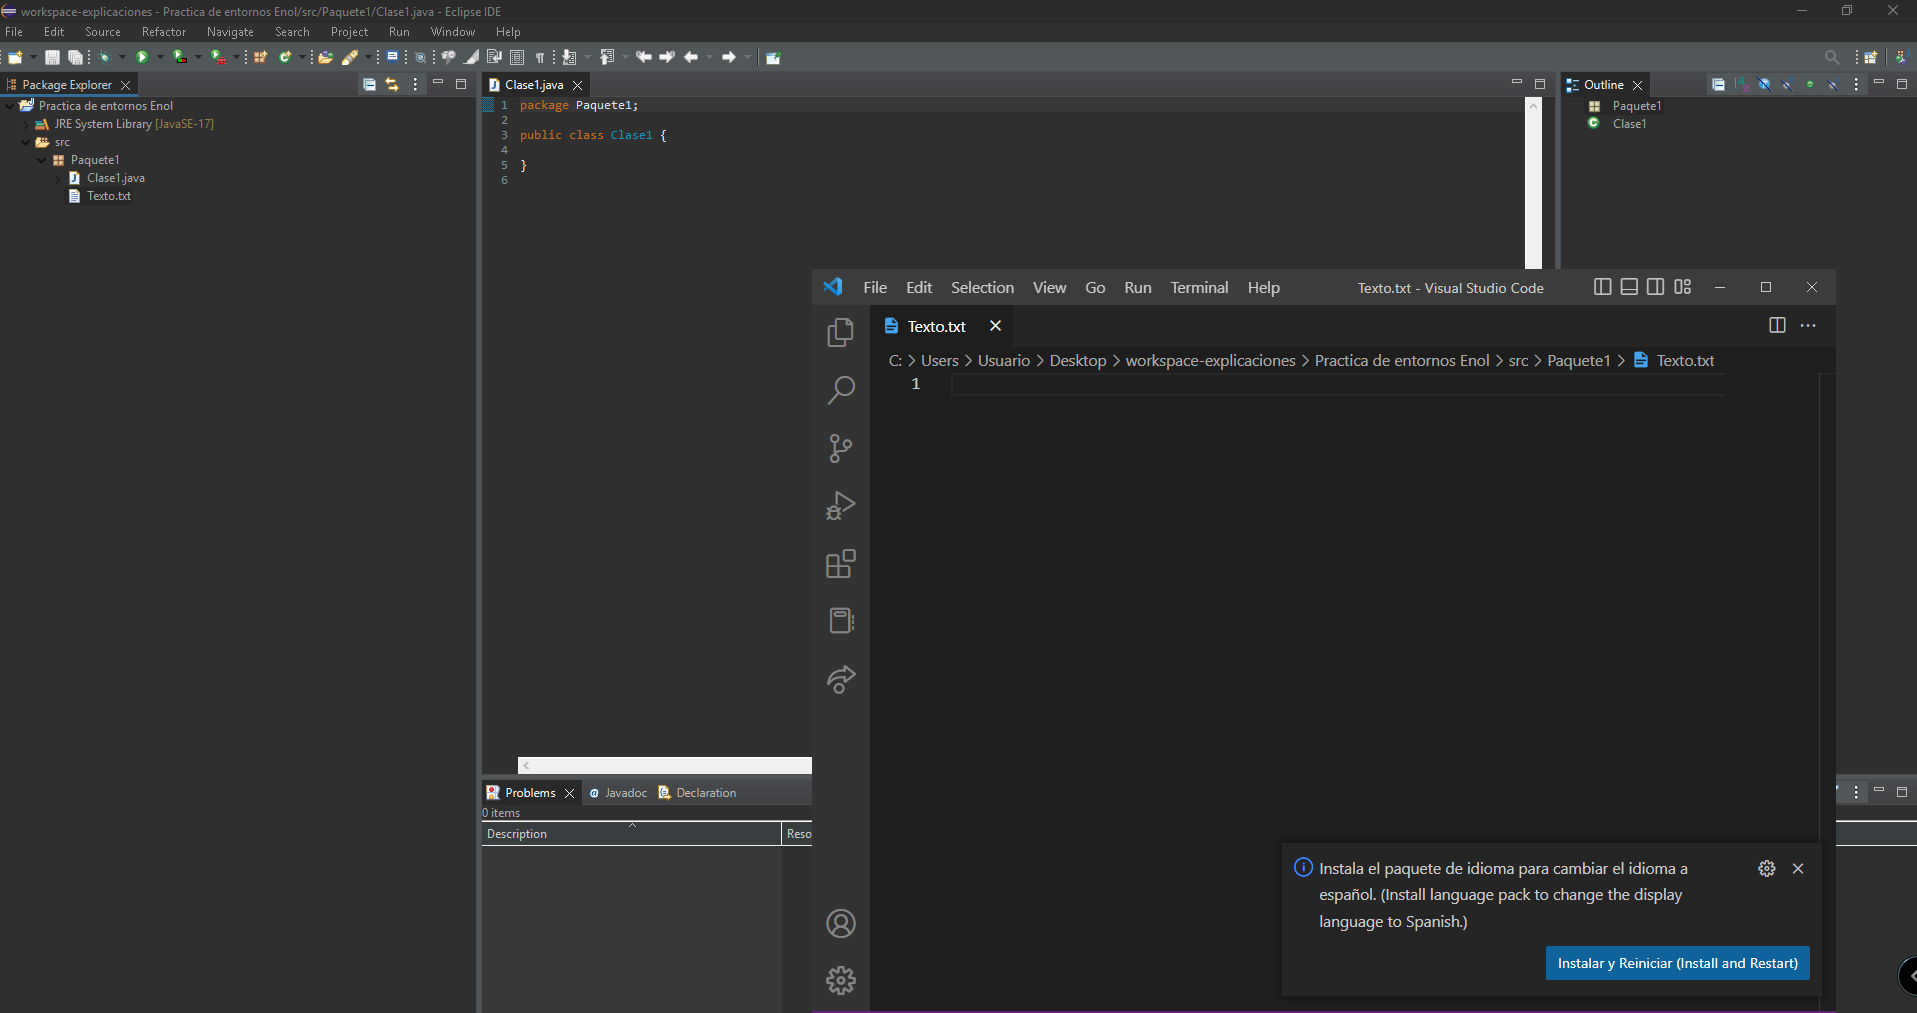 workspace-explicaciones - Practica de entornos Enol/src/Paquete1/Clase1.java - Eclipse IDE
File Edit Source Refactor Navigate Search Project Run Window Help
Package Explorer
Practica de entornos Enol
JRE System Library [JavaSE-17]
src
Paquete1
Clase1.java
Texto.txt
Clase1.java
1 package Paquete1;
2
3 public class Clase1 {
4
5 }
6
Outline
Paquete1
Clase1
File Edit Selection View Go Run Terminal Help Texto.txt - Visual Studio Code
Texto.txt
C: > Users > Usuario > Desktop > workspace-explicaciones > Practica de entornos Enol > src > Paquete1 > Texto.txt
1
Problems Javadoc Declaration
0 items
Description Reso
Instala el paquete de idioma para cambiar el idioma a
español. (Install language pack to change the display
language to Spanish.)
Instalar y Reiniciar (Install and Restart)